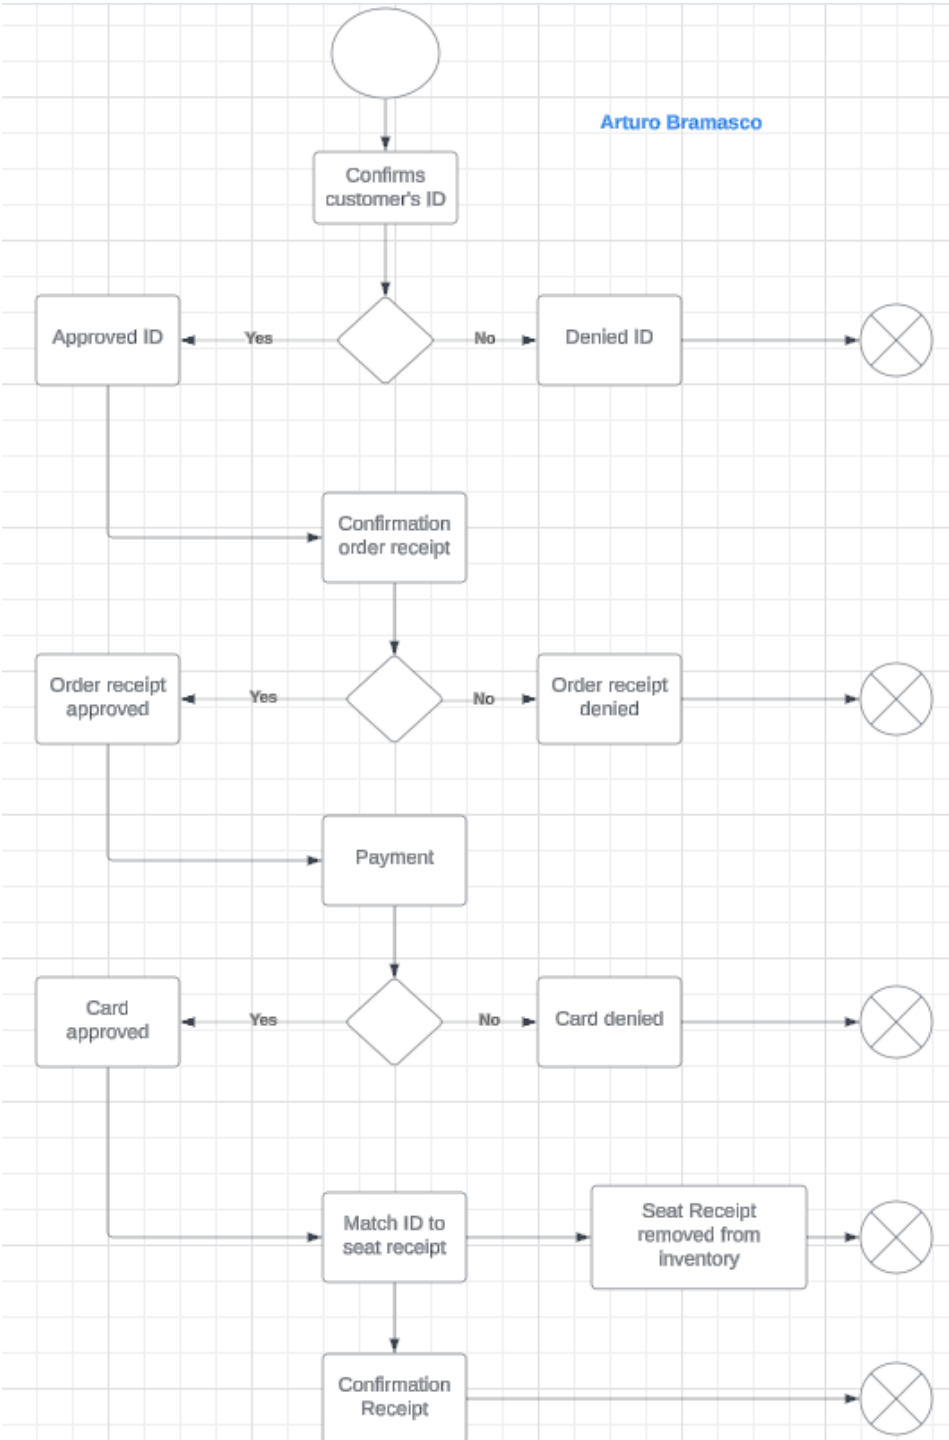 Arturo Bramasco
Confirms
customer's ID
Approved ID
Yes
No
Denied ID
Confirmation
order receipt
Order receipt
approved
Yes
No
Order receipt
denied
Payment
Card
approved
Yes
No
Card denied
Match ID to
seat receipt
Seat Receipt
removed from
inventory
Confirmation
Receipt